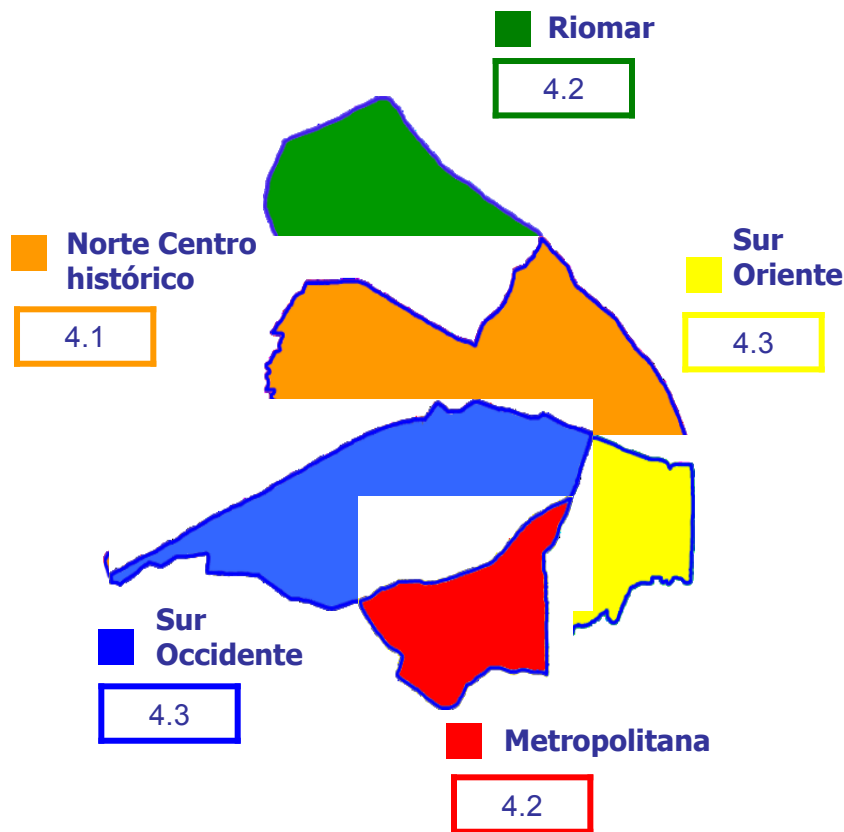 Riomar
4.2
Norte Centro
histórico
4.1
Sur
Oriente
4.3
Sur
Occidente
4.3
Metropolitana
4.2